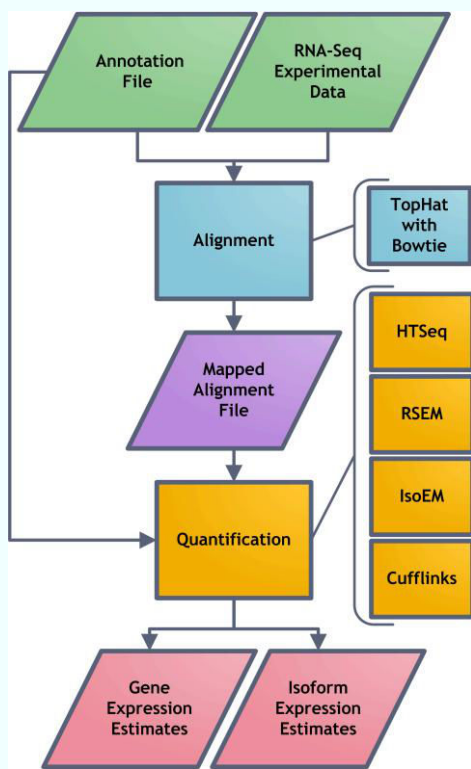 Annotation
File
RNA-Seq
Experimental
Data
Alignment
TopHat
with
Bowtie
Mapped
Alignment
File
HTSeq
RSEM
IsoEM
Cufflinks
Quantification
Gene
Expression
Estimates
Isoform
Expression
Estimates